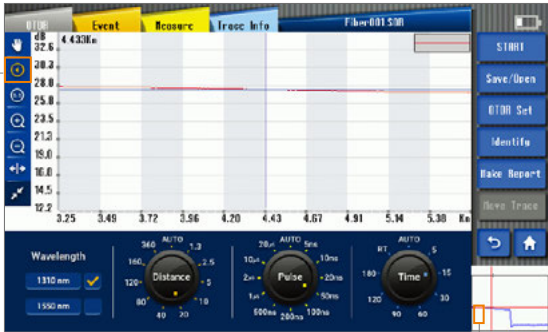 OTDR Event Measure Trace Info Fiber001.SOR
dB
4.433Km
32.6
30.3
28.0
25.8
23.5
21.3
19.0
16.8
14.5
12.2
3.25 3.49 3.72 3.96 4.20 4.43 4.67 4.91 5.14 5.38 Km
START
Save/Open
OTDR Set
Identify
Make Report
Move Trace
Wavelength
1310 nm
1550 nm
Distance
AUTO
1.3
2.5
5
10
20
40
80
120
160
360
Pulse
AUTO
5ns
10ns
20ns
50ns
100ns
200ns
500ns
1μs
2μs
10μs
20μs
Time
AUTO
5
15
30
60
90
120
180
RT